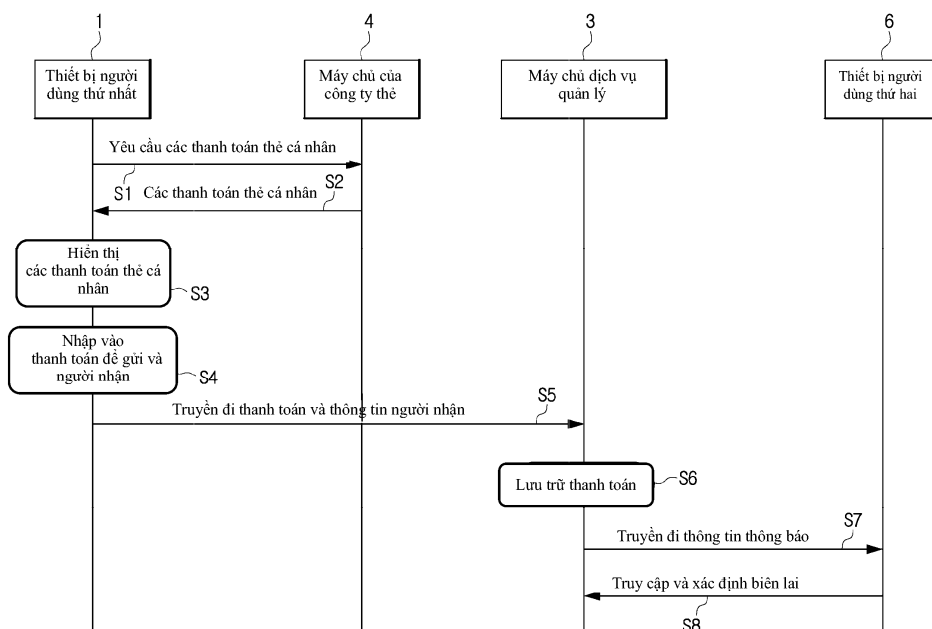 1
4
3
6
Thiết bị người
dùng thứ nhất
Máy chủ của
công ty thẻ
Máy chủ dịch vụ
quản lý
Thiết bị người
dùng thứ hai
Yêu cầu các thanh toán thẻ cá nhân
S1
Các thanh toán thẻ cá nhân
S2
Hiển thị
các thanh toán thẻ cá
nhân
S3
Nhập vào
thanh toán để gửi và
người nhận
S4
Truyền đi thanh toán và thông tin người nhận
S5
Lưu trữ thanh toán
S6
Truyền đi thông tin thông báo
S7
Truy cập và xác định biên lai
S8